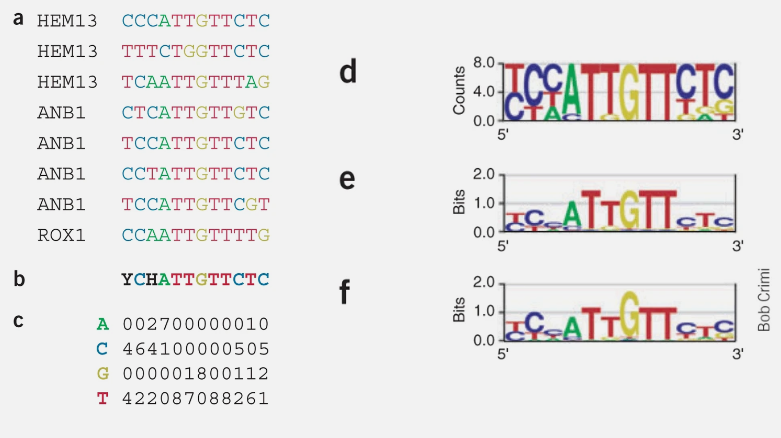 a HEM13 CCCATTGTTCTC
HEM13 TTTCTGGTTCTC
HEM13 TCAATTGTTTAG
ANB1 CTCATTGTTGTC
ANB1 TCCATTGTTCTC
ANB1 CCTATTGTTCTC
ANB1 TCCATTGTTCGT
ROX1 CCAATTGTTTTG
b YCHATTGTTCTC
c A 002700000010
C 464100000505
G 000001800112
T 422087088261
d
Counts
8.0
4.0
0.0
5' 3'
e
Bits
2.0
1.0
0.0
5' 3'
f
Bits
2.0
1.0
0.0
5' 3'
Bob Crimi